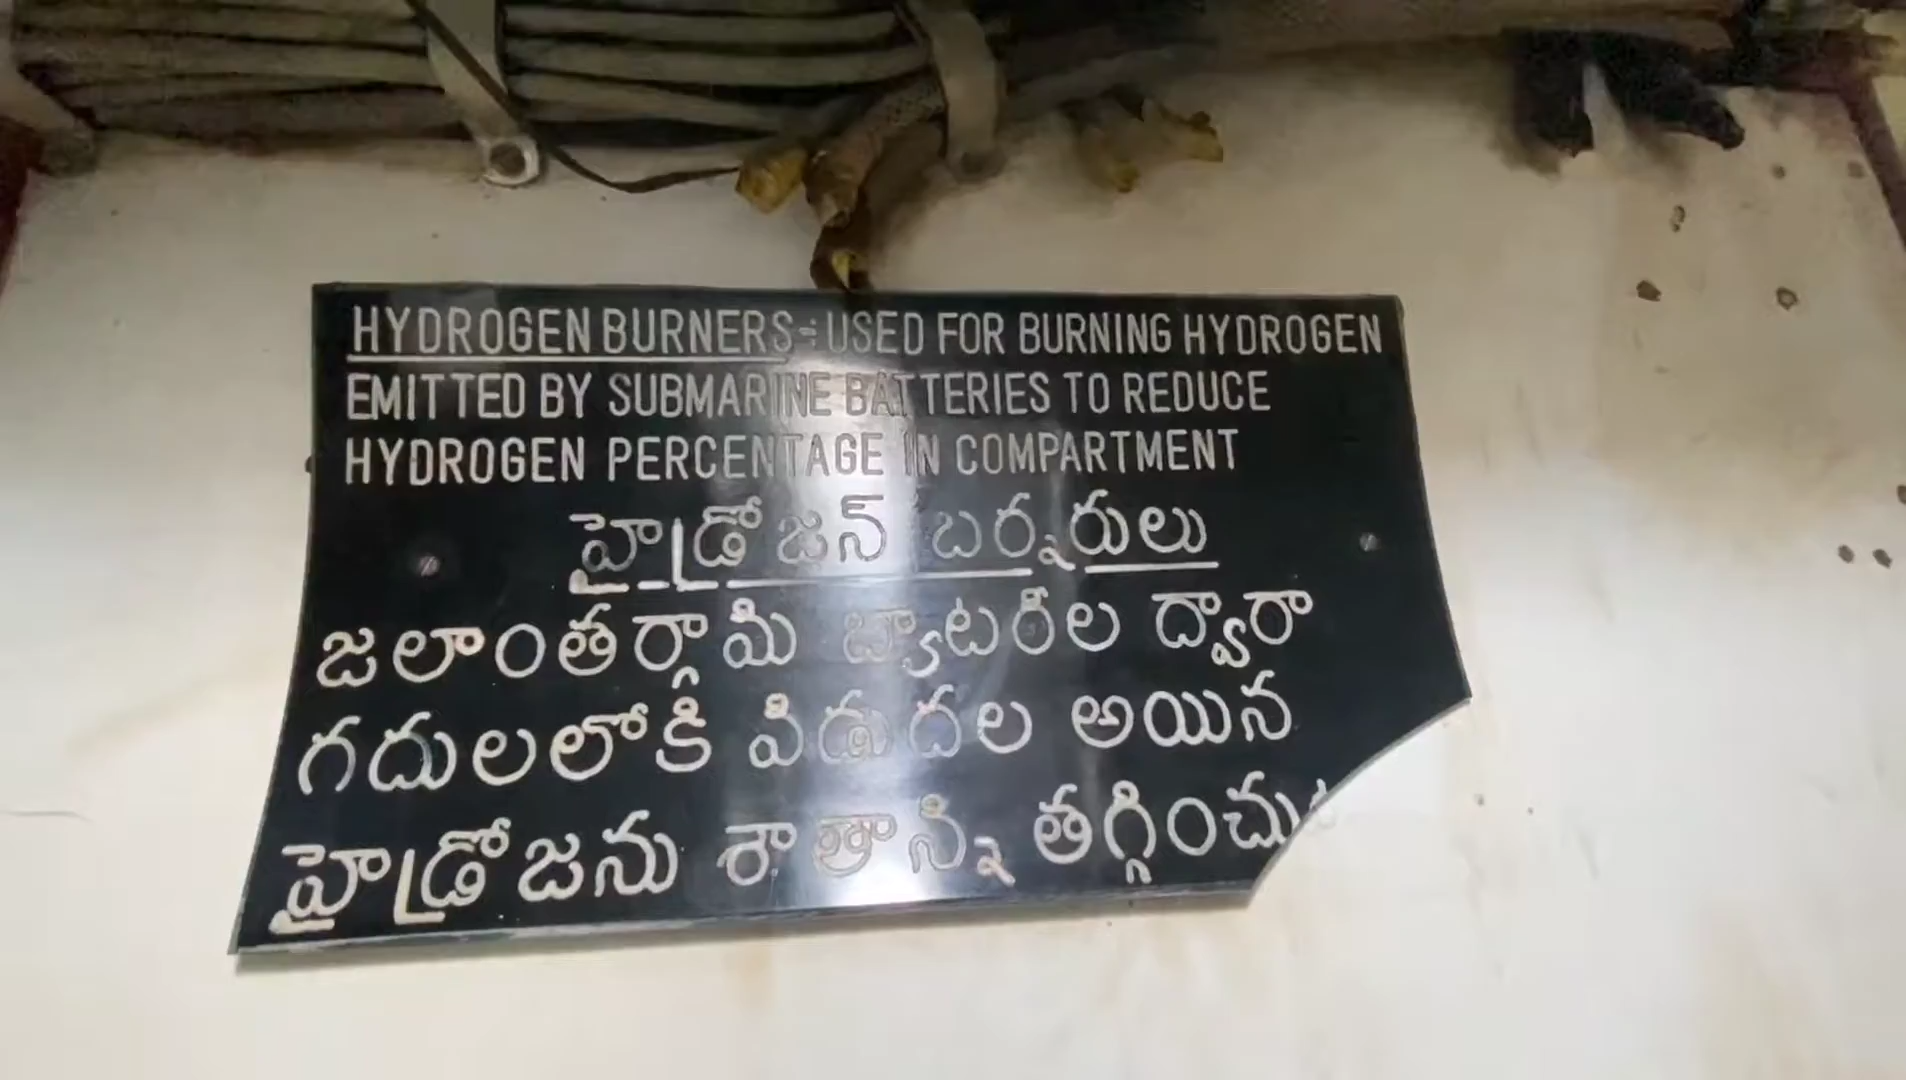 HYDROGEN BURNERS :- USED FOR BURNING HYDROGEN
EMITTED BY SUBMARINE BATTERIES TO REDUCE
HYDROGEN PERCENTAGE IN COMPARTMENT
హైడ్రోజన్ బర్నరులు
జలాంతర్గామి బ్యాటరీల ద్వారా
గదులలోకి విడుదల అయిన
హైడ్రోజను శాతాన్ని తగ్గించు